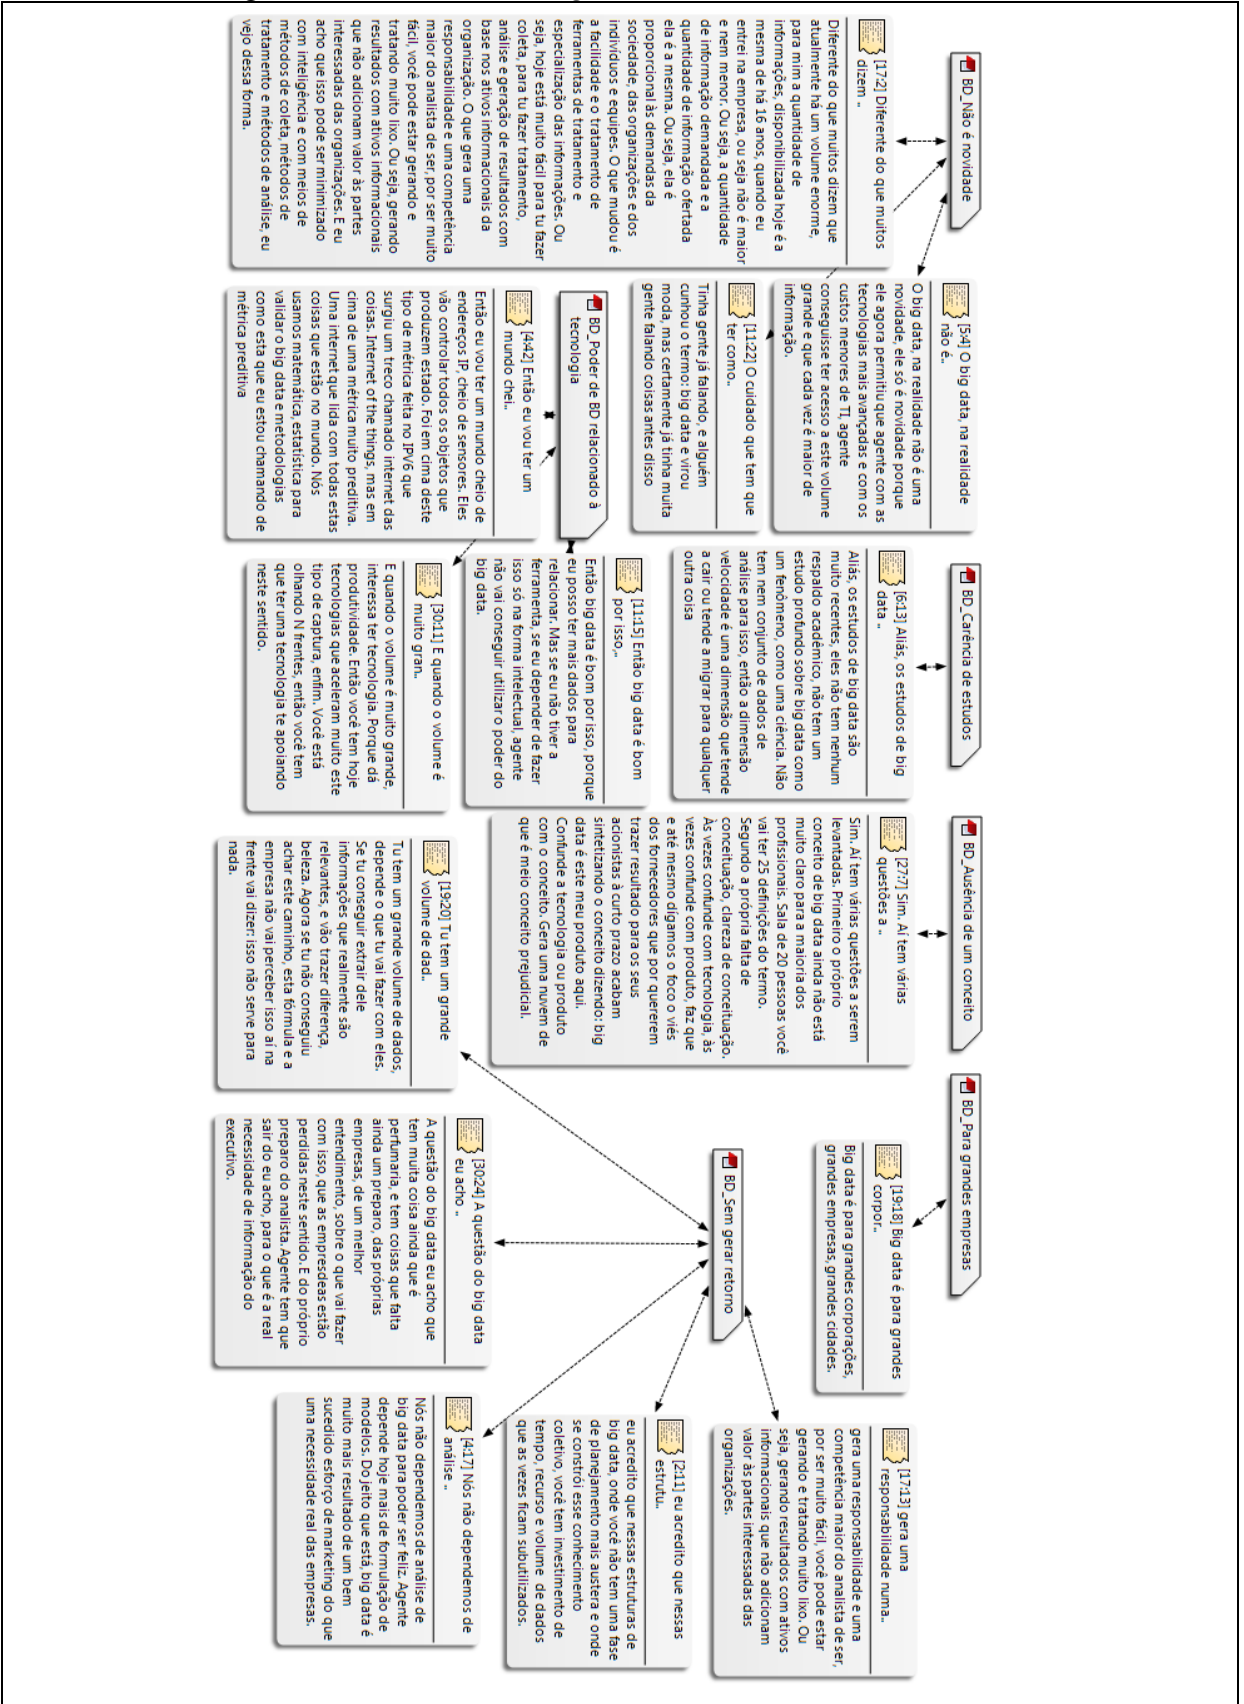 BD_Não é novidade
[17:2] Diferente do que muitos
dizem ..
Diferente do que muitos dizem que
atualmente há um volume enorme,
para mim a quantidade de
informações, disponibilizada hoje é a
mesma de há 16 anos, quando eu
entrei na empresa, ou seja não é maior
e nem menor. Ou seja, a quantidade
de informação demandada e a
quantidade de informação ofertada
ela é a mesma. Ou seja, ela é
proporcional às demandas da
sociedade, das organizações e dos
indivíduos e equipes. O que mudou é
a facilidade e o tratamento de
ferramentas de tratamento e
especialização das informações. Ou
seja, hoje está muito fácil para tu fazer
coleta, para tu fazer tratamento,
análise e geração de resultados com
base nos ativos informacionais da
organização. O que gera uma
responsabilidade e uma competência
maior do analista de ser, por ser muito
fácil, você pode estar gerando e
tratando muito lixo. Ou seja, gerando
resultados com ativos informacionais
que não adicionam valor às partes
interessadas das organizações. E eu
acho que isso pode ser minimizado
com inteligência e com meios de
métodos de coleta, métodos de
tratamento e métodos de análise, eu
vejo dessa forma.
[5:4] O big data, na realidade
não é..
O big data, na realidade não é uma
novidade, ele só é novidade porque
ele agora permitiu que agente com as
tecnologias mais avançadas e com os
custos menores de TI, agente
conseguisse ter acesso a este volume
grande e que cada vez é maior de
informação.
[11:22] O cuidado que tem que
ter como..
Tinha gente já falando, e alguém
cunhou o termo: big data e virou
moda, mas certamente já tinha muita
gente falando coisas antes disso
BD_Poder de BD relacionado à
tecnologia
[4:42] Então eu vou ter um
mundo chei..
Então eu vou ter um mundo cheio de
endereços IP, cheio de sensores. Eles
vão controlar todos os objetos que
produzem estado. Foi em cima deste
tipo de métrica feita no IPV6 que
surgiu um treco chamado internet das
coisas. Internet of the things, mas em
cima de uma métrica muito preditiva.
Uma internet que lida com todas estas
coisas que estão no mundo. Nós
usamos matemática, estatística para
validar o big data e metodologias
como esta que eu estou chamando de
métrica preditiva
BD_Carência de estudos
[6:13] Aliás, os estudos de big
data ..
Aliás, os estudos de big data são
muito recentes, eles não tem nenhum
respaldo acadêmico, não tem um
estudo profundo sobre big data como
um fenômeno, como uma ciência. Não
tem nem conjunto de dados de
análise para isso, então a dimensão
velocidade é uma dimensão que tende
a cair ou tende a migrar para qualquer
outra coisa
[11:15] Então big data é bom
por isso,..
Então big data é bom por isso, porque
eu posso ter mais dados para
relacionar. Mas se eu não tiver a
ferramenta, se eu depender de fazer
isso só na forma intelectual, agente
não vai conseguir utilizar o poder do
big data.
[30:11] E quando o volume é
muito gran..
E quando o volume é muito grande,
interessa ter tecnologia. Porque dá
produtividade. Então você tem hoje
tecnologias que aceleram muito este
tipo de captura, enfim. Você está
olhando N frentes, então você tem
que ter uma tecnologia te apoiando
neste sentido.
BD_Ausência de um conceito
[27:7] Sim. Aí tem várias
questões a ..
Sim. Aí tem várias questões a serem
levantadas. Primeiro o próprio
conceito de big data ainda não está
muito claro para a maioria dos
profissionais. Sala de 20 pessoas você
vai ter 25 definições do termo.
Segundo a própria falta de
conceituação, clareza de conceituação.
Às vezes confunde com tecnologia, às
vezes confunde com produto, faz que
e até mesmo digamos o foco o viés
dos fornecedores que por quererem
trazer resultado para os seus
acionistas à curto prazo acabam
sintetizando o conceito dizendo: big
data é este meu produto aqui.
Confunde a tecnologia ou produto
com o conceito. Gera uma nuvem de
que é meio conceito prejudicial.
[19:20] Tu tem um grande
volume de dad..
Tu tem um grande volume de dados,
depende o que tu vai fazer com eles.
Se tu conseguir extrair dele
informações que realmente são
relevantes, e vão trazer diferença,
beleza. Agora se tu não conseguiu
achar este caminho, esta fórmula e a
empresa não vai perceber isso aí na
frente vai dizer: isso não serve para
nada.
BD_Para grandes empresas
[19:18] Big data é para grandes
corpor..
Big data é para grandes corporações,
grandes empresas, grandes cidades.
BD_Sem gerar retorno
[30:24] A questão do big data
eu acho ..
A questão do big data eu acho que
tem muita coisa ainda que é
perfumaria, e tem coisas que falta
ainda um preparo, das próprias
empresas, de um melhor
entendimento, sobre o que vai fazer
com isso, que as empresdeas estão
perdidas neste sentido. E do próprio
preparo do analista. Agente tem que
sair do eu acho, para o que é a real
necessidade de informação do
executivo.
[17:13] gera uma
responsabilidade numa..
gera uma responsabilidade e uma
competência maior do analista de ser,
por ser muito fácil, você pode estar
gerando e tratando muito lixo. Ou
seja, gerando resultados com ativos
informacionais que não adicionam
valor às partes interessadas das
organizações.
[2:11] eu acredito que nessas
estrutu..
eu acredito que nessas estruturas de
big data, onde você não tem uma fase
de planejamento mais austera e onde
se constrói esse conhecimento
coletivo, você tem investimento de
tempo, recurso e volume de dados
que as vezes ficam subutilizados.
[4:17] Nós não dependemos de
análise ..
Nós não dependemos de análise de
big data para poder ser feliz. Agente
depende hoje mais de formulação de
modelos. Do jeito que está, big data é
muito mais resultado de um bem
sucedido esforço de marketing do que
uma necessidade real das empresas.